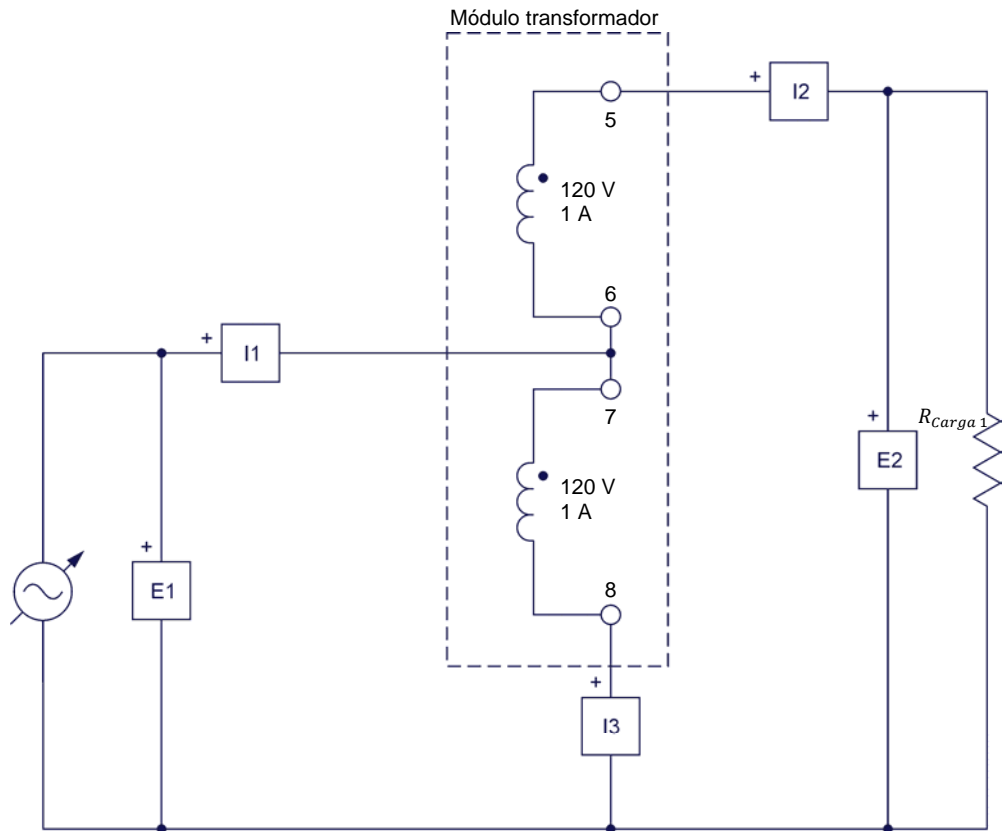 Módulo transformador
+
I2
5
120 V
1 A
6
+
I1
7
+
E2
R_Carga 1
120 V
1 A
+
E1
8
+
I3